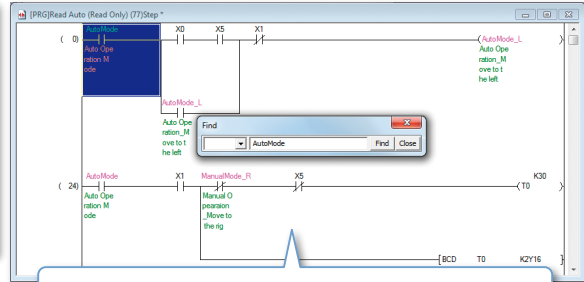 [PRG]Read Auto (Read Only) (77)Step *
AutoMode X0 X5 X1
( 0) AutoMode_L
Auto Ope Auto Ope
ration M ration_M
ode ove to t
he left
AutoMode_L
Auto Ope
ration_M
ove to t
he left
Find
AutoMode Find Close
AutoMode X1 ManualMode_R X5 K30
( 24) T0
Auto Ope Manual O
ration M pearaion
ode _Move to
the rig
BCD T0 K2Y16